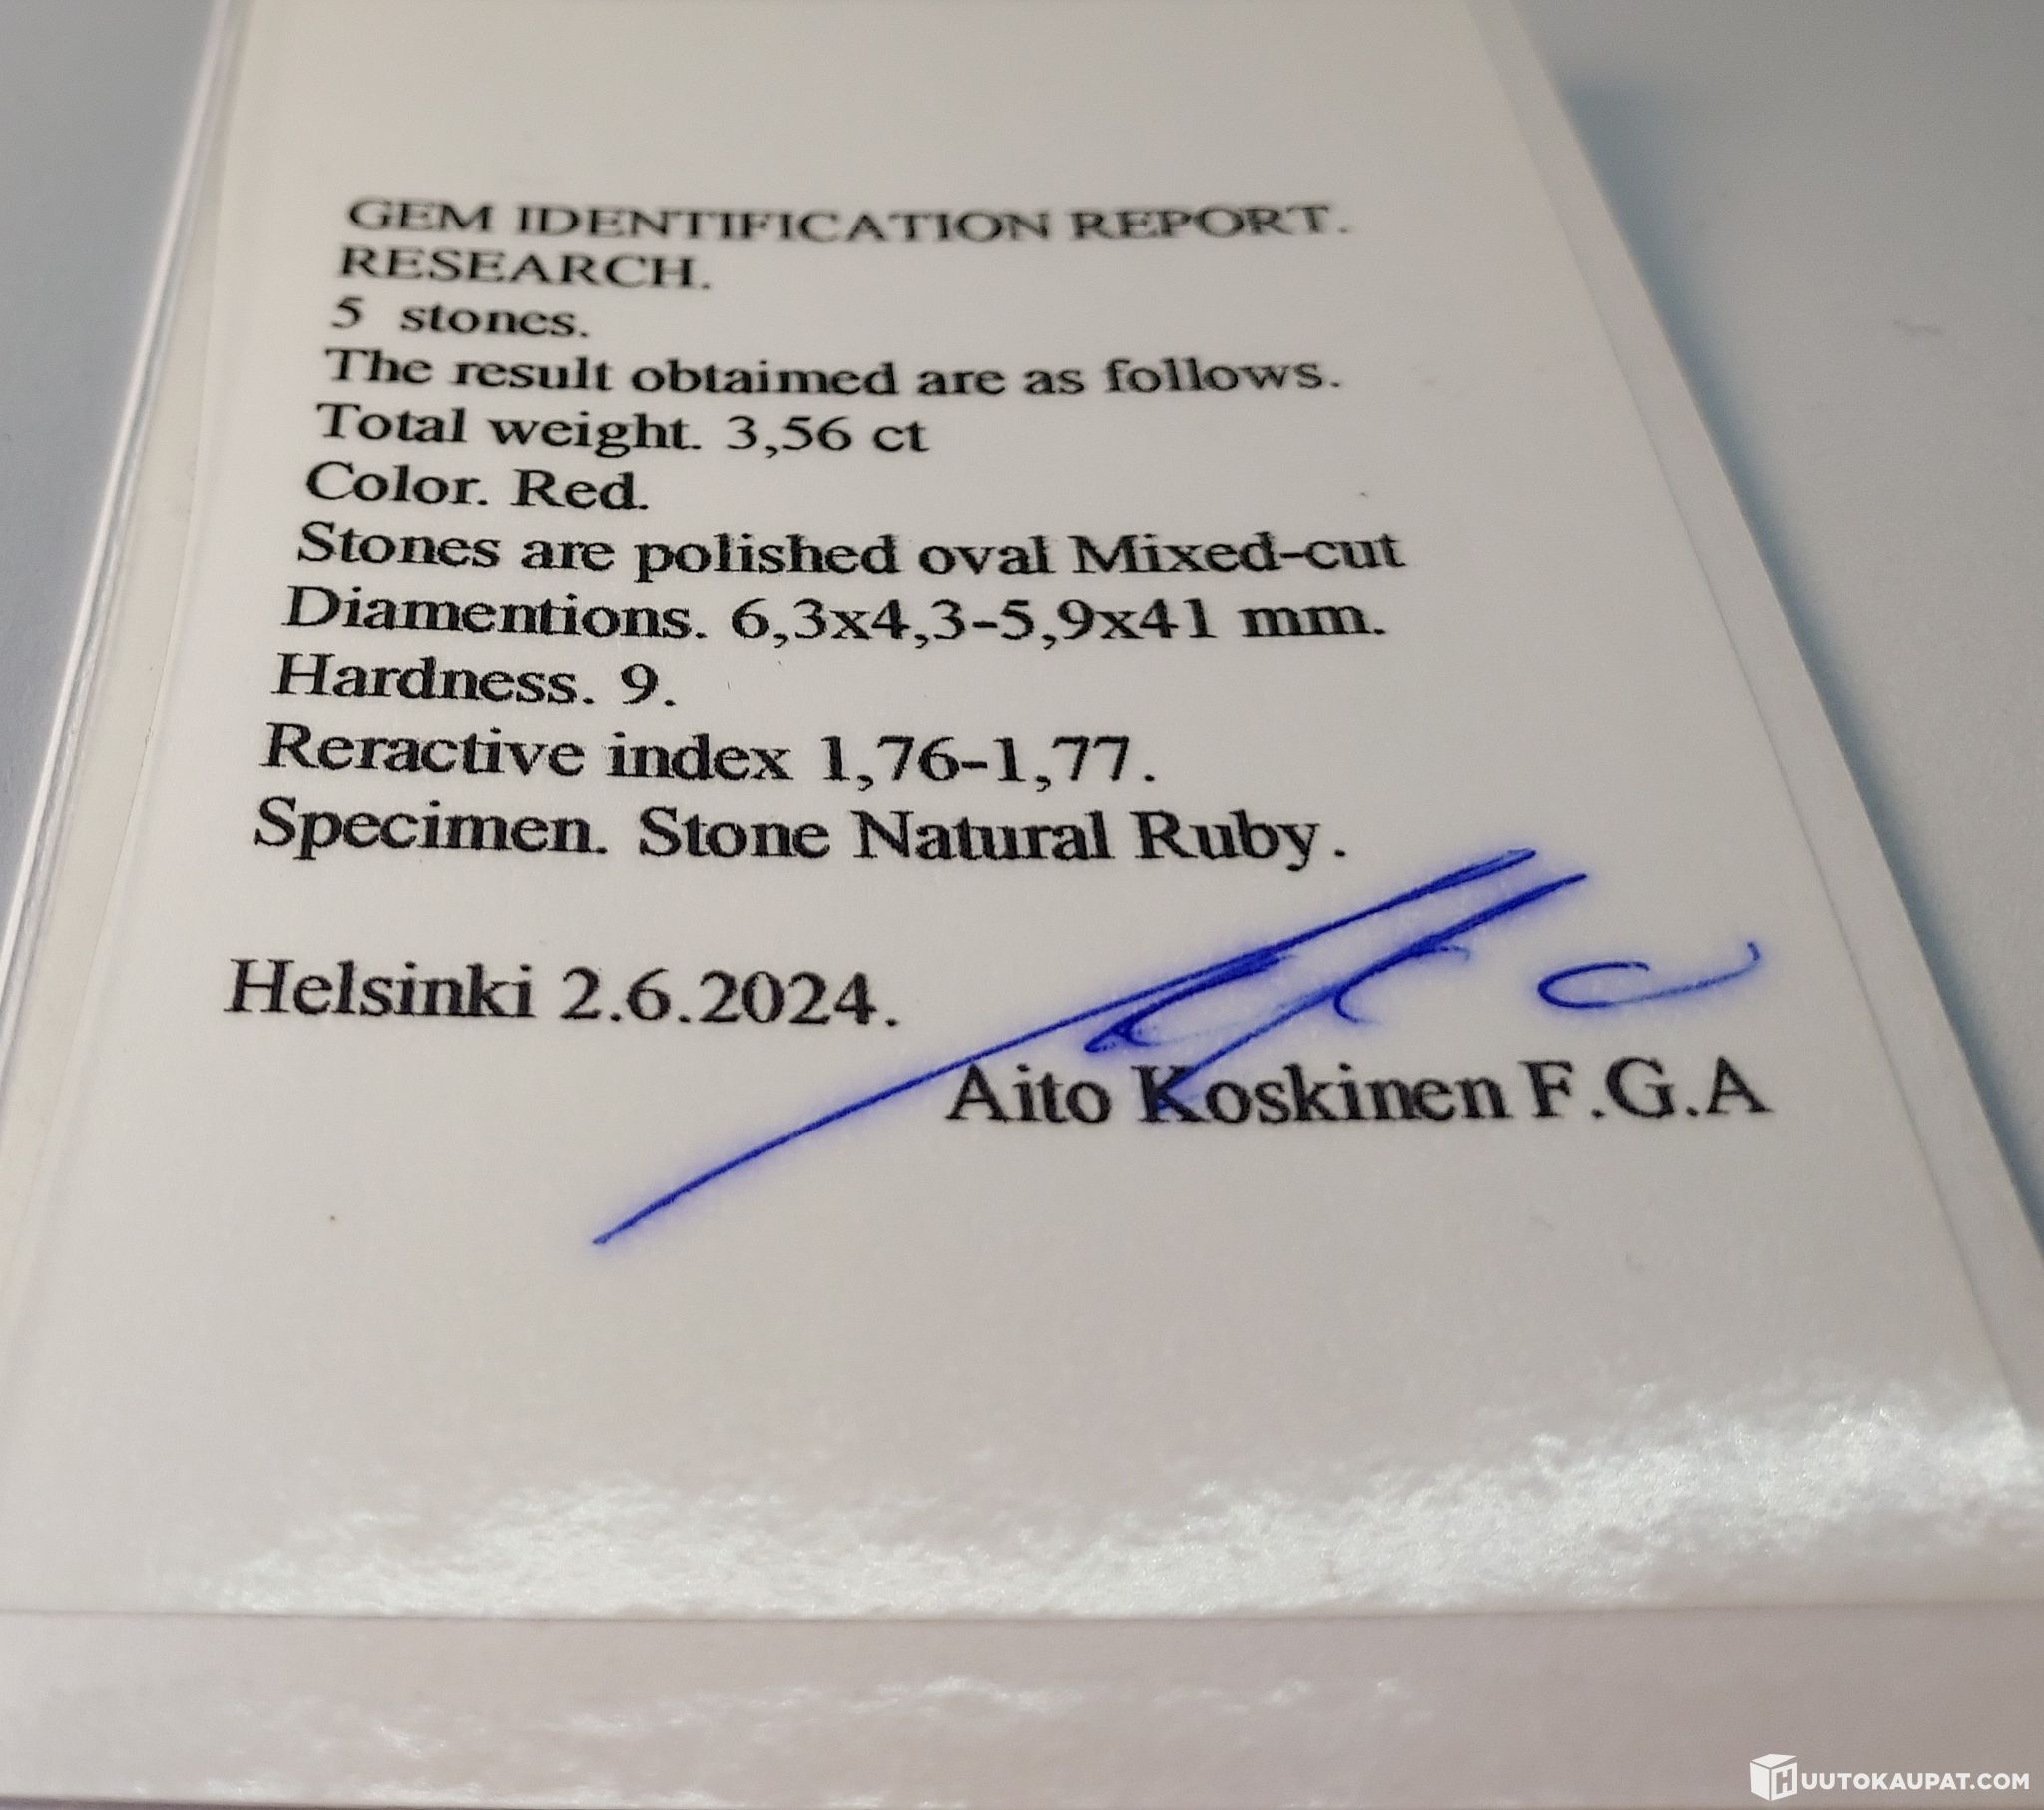 GEM IDENTIFICATION REPORT.
RESEARCH.
5 stones.
The result obtaimed are as follows.
Total weight. 3,56 ct
Color. Red.
Stones are polished oval Mixed-cut
Diamentions. 6,3x4,3-5,9x41 mm.
Hardness. 9.
Reractive index 1,76-1,77.
Specimen. Stone Natural Ruby.
Helsinki 2.6.2024.
Aito Koskinen F.G.A
HUUTOKAUPAT.COM